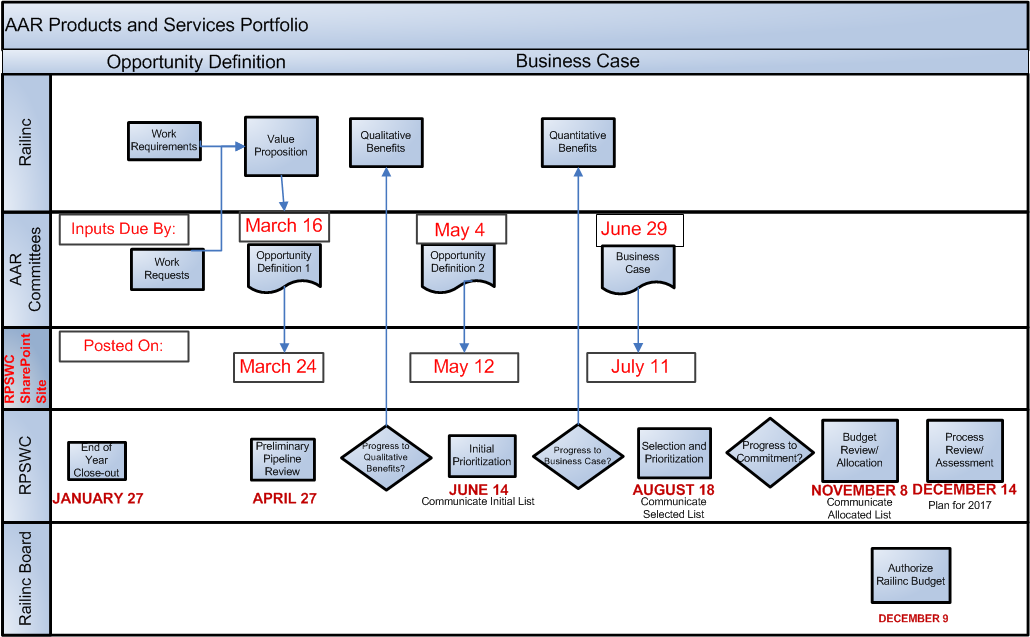 AAR Products and Services Portfolio
Opportunity Definition
Business Case
Railinc
Work
Requirements
Value
Proposition
Qualitative
Benefits
Quantitative
Benefits
AAR
Committees
Inputs Due By:
March 16
May 4
June 29
Work
Requests
Opportunity
Definition 1
Opportunity
Definition 2
Business
Case
RPSWC
SharePoint
Site
Posted On:
March 24
May 12
July 11
RPSWC
End of
Year
Close-out
JANUARY 27
Preliminary
Pipeline
Review
APRIL 27
Progress to
Qualitative
Benefits?
Initial
Prioritization
JUNE 14
Communicate Initial List
Progress to
Business Case?
Selection and
Prioritization
AUGUST 18
Communicate
Selected List
Progress to
Commitment?
Budget
Review/
Allocation
NOVEMBER 8
Communicate
Allocated List
Process
Review/
Assessment
DECEMBER 14
Plan for 2017
Railinc Board
Authorize
Railinc Budget
DECEMBER 9